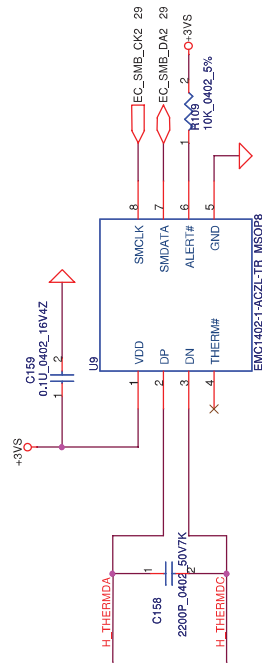 EC_SMB_CK2 29
EC_SMB_DA2 29
+3VS
2
R109
10K_0402_5%
1
8
7
6
5
SMCLK
SMDATA
ALERT#
GND
EMC1402-1-ACZL-TR_MSOP8
U9
VDD
DP
DN
THERM#
1
2
3
4
C159
0.1U_0402_16V4Z
1
2
+3VS
H_THERMDA
H_THERMDC
C158
2200P_0402_50V7K
1
2